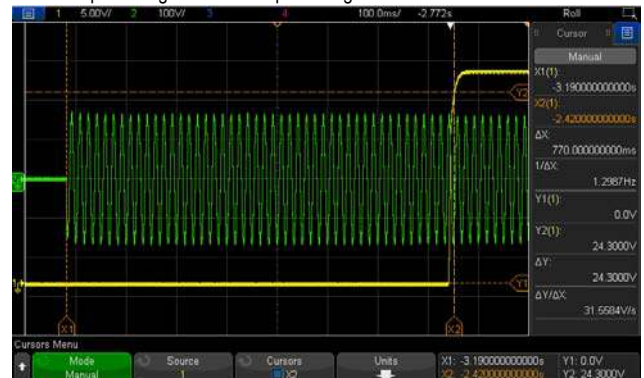 1 5.00V/ 2 100V/ 3 4 100.0ms/ -2.772s Roll
Cursor
Manual
X1(1):
-3.190000000000s
X2(1):
-2.420000000000s
ΔX:
770.000000000ms
1/ΔX:
1.2987Hz
Y1(1):
0.0V
Y2(1):
24.3000V
ΔY:
24.3000V
ΔY/ΔX:
31.5584V/s
Y2
Y1
X1 X2
Cursors Menu
Mode Source Cursors Units X1: -3.190000000000s Y1: 0.0V
Manual 1 X2 X2: -2.420000000000s Y2: 24.3000V